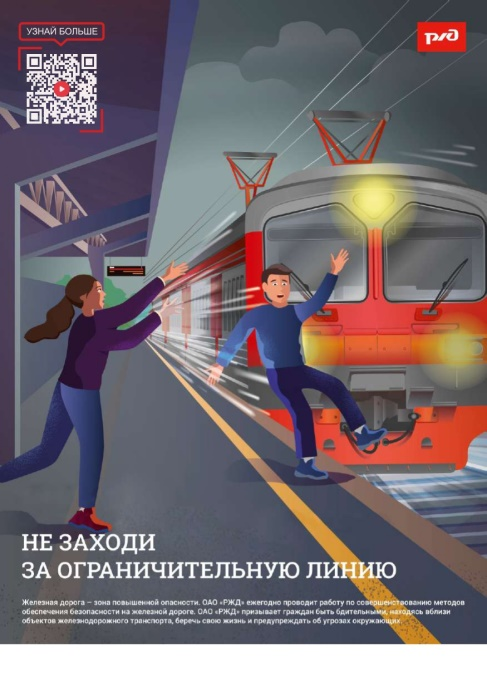 УЗНАЙ БОЛЬШЕ
ржд
НЕ ЗАХОДИ
ЗА ОГРАНИЧИТЕЛЬНУЮ ЛИНИЮ
Железная дорога – зона повышенной опасности. ОАО «РЖД» ежегодно проводит работу по совершенствованию методов
обеспечения безопасности на железной дороге. ОАО «РЖД» призывает граждан быть бдительными, находясь вблизи
объектов железнодорожного транспорта, беречь свою жизнь и предупреждать об угрозах окружающих.